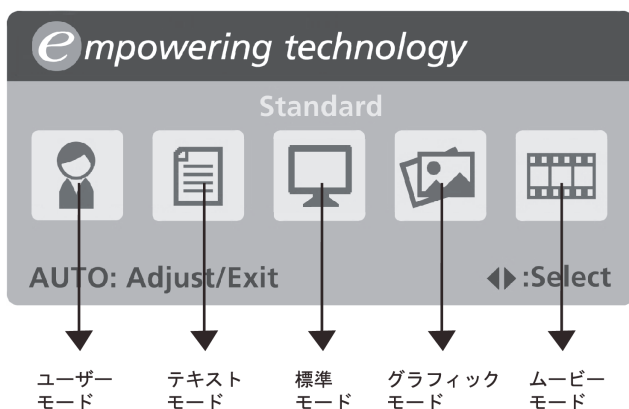 empowering technology
Standard
AUTO: Adjust/Exit
◀▶:Select
ユーザー
モード
テキスト
モード
標準
モード
グラフィック
モード
ムービー
モード